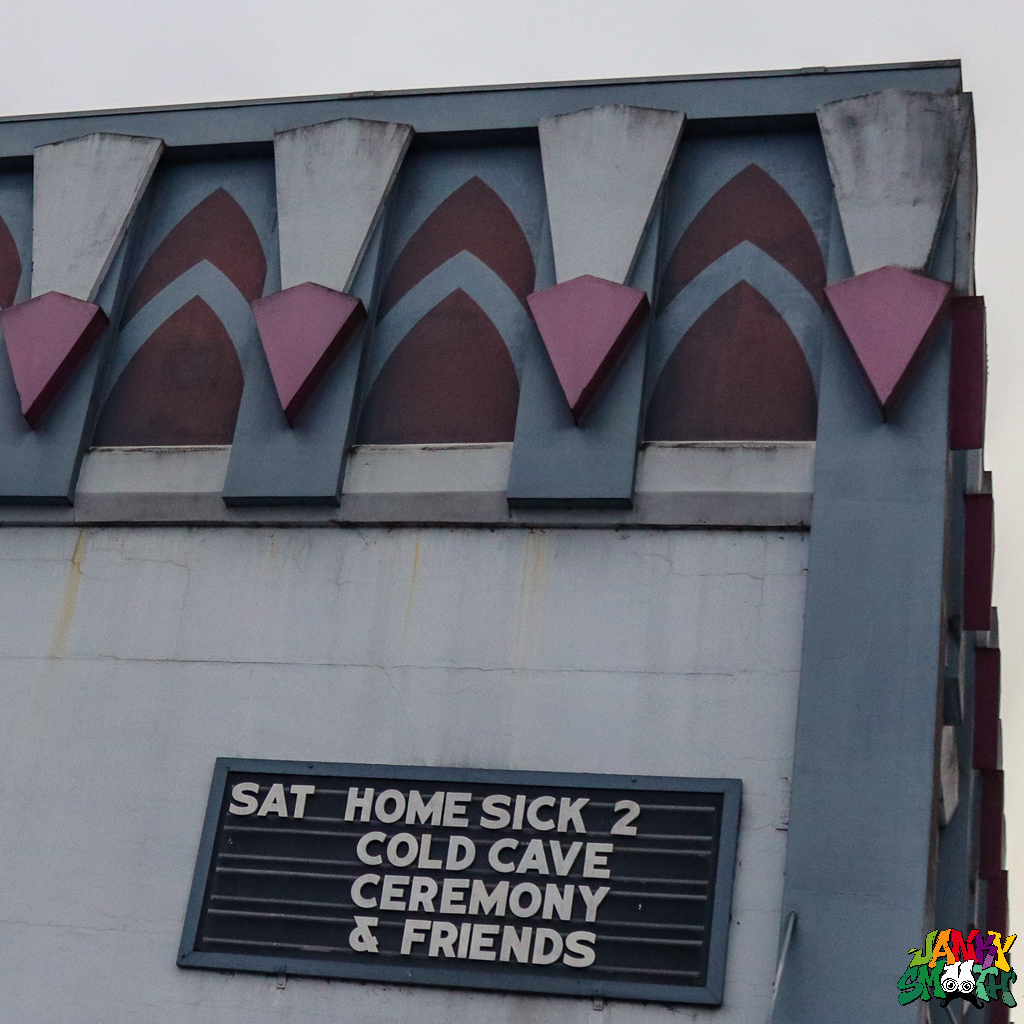 SAT HOME SICK 2
COLD CAVE
CEREMONY
& FRIENDS
JANKY
SMOOTH